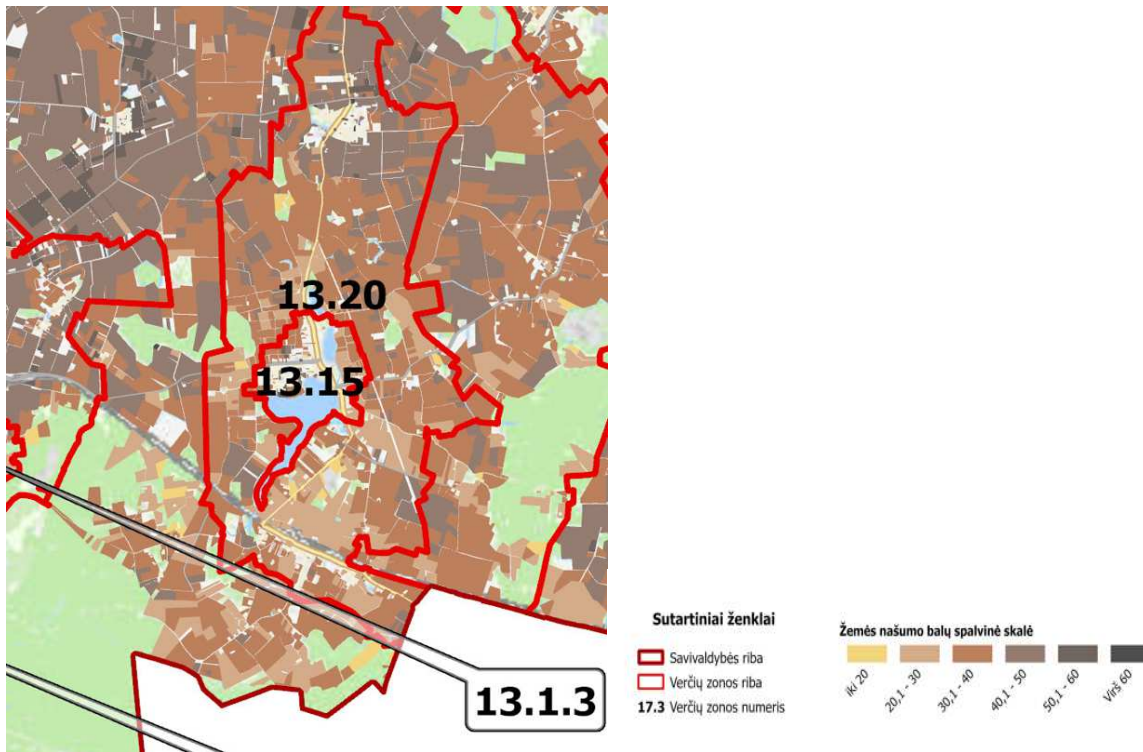 13.20
13.15
13.1.3
Sutartiniai ženklai
Savivaldybės riba
Verčių zonos riba
17.3 Verčių zonos numeris
Žemės našumo balų spalvinė skalė
iki 20
20,1 - 30
30,1 - 40
40,1 - 50
50,1 - 60
Virš 60